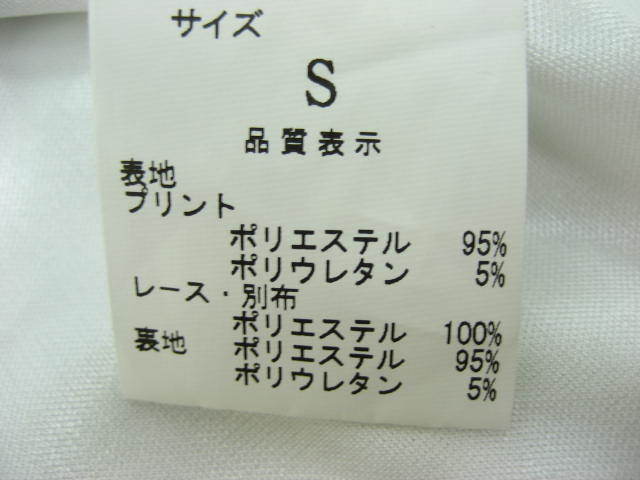 サイズ
S
品質表示
表地
プリント
ポリエステル 95%
ポリウレタン 5%
レース・別布
ポリエステル 100%
裏地 ポリエステル 95%
ポリウレタン 5%